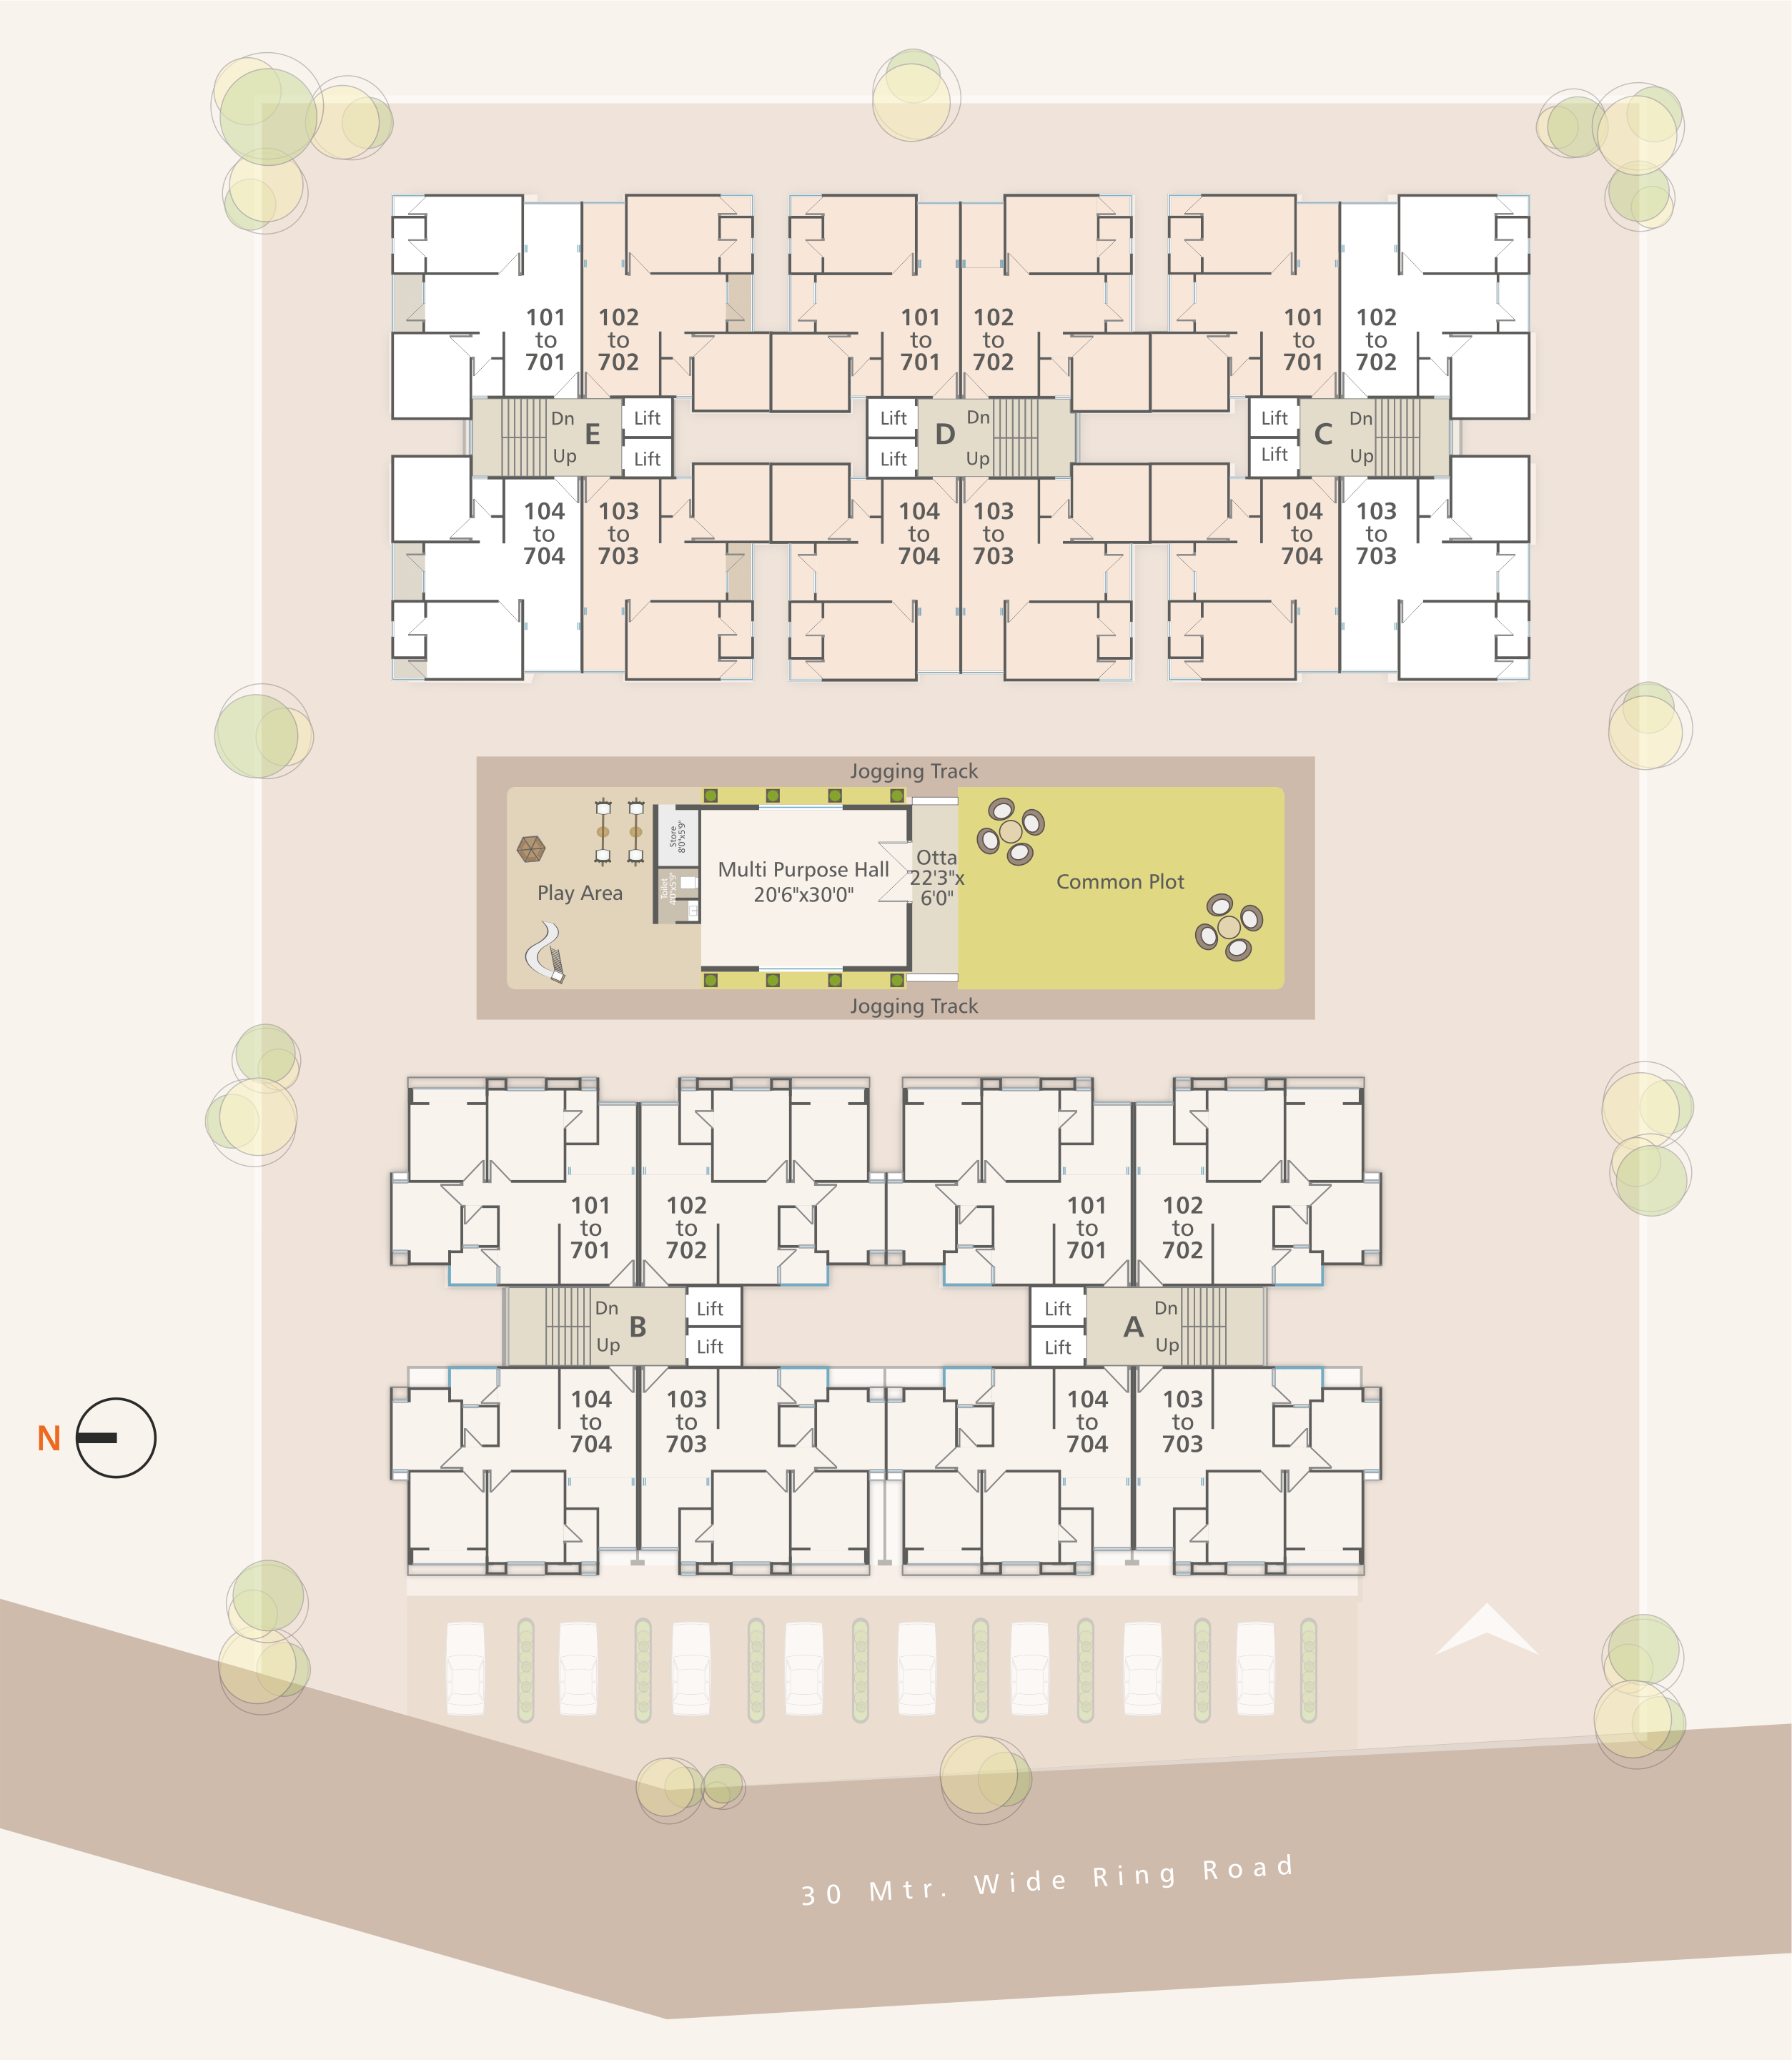 101 to 701
102 to 702
101 to 701
102 to 702
101 to 701
102 to 702
Dn
E
Up
Lift
Lift
Lift
Lift
D
Dn
Up
Lift
Lift
C
Dn
Up
104 to 704
103 to 703
104 to 704
103 to 703
104 to 704
103 to 703
Jogging Track
Store
8'0"x5'9"
Toilet
4'0"x5'9"
Play Area
Multi Purpose Hall
20'6"x30'0"
Otta
22'3"x
6'0"
Common Plot
Jogging Track
101 to 701
102 to 702
101 to 701
102 to 702
Dn
B
Up
Lift
Lift
Lift
Lift
A
Dn
Up
104 to 704
103 to 703
104 to 704
103 to 703
N
30 Mtr. Wide Ring Road